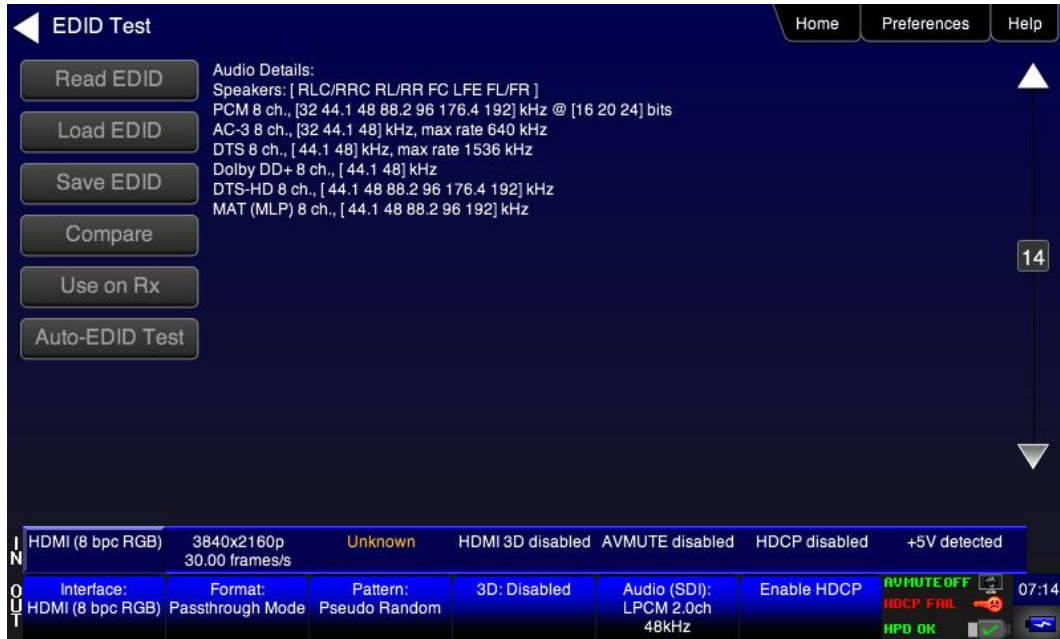 EDID Test
Home
Preferences
Help
Read EDID
Load EDID
Save EDID
Compare
Use on Rx
Auto-EDID Test
Audio Details:
Speakers: [ RLC/RRC RL/RR FC LFE FL/FR ]
PCM 8 ch., [32 44.1 48 88.2 96 176.4 192] kHz @ [16 20 24] bits
AC-3 8 ch., [32 44.1 48] kHz, max rate 640 kHz
DTS 8 ch., [ 44.1 48] kHz, max rate 1536 kHz
Dolby DD+ 8 ch., [ 44.1 48] kHz
DTS-HD 8 ch., [ 44.1 48 88.2 96 176.4 192] kHz
MAT (MLP) 8 ch., [ 44.1 48 88.2 96 192] kHz
14
IN
HDMI (8 bpc RGB)
3840x2160p
30.00 frames/s
Unknown
HDMI 3D disabled
AVMUTE disabled
HDCP disabled
+5V detected
OUT
Interface:
HDMI (8 bpc RGB)
Format:
Passthrough Mode
Pattern:
Pseudo Random
3D: Disabled
Audio (SDI):
LPCM 2.0ch
48kHz
Enable HDCP
AVMUTEOFF
HDCP FAIL
HPD OK
07:14